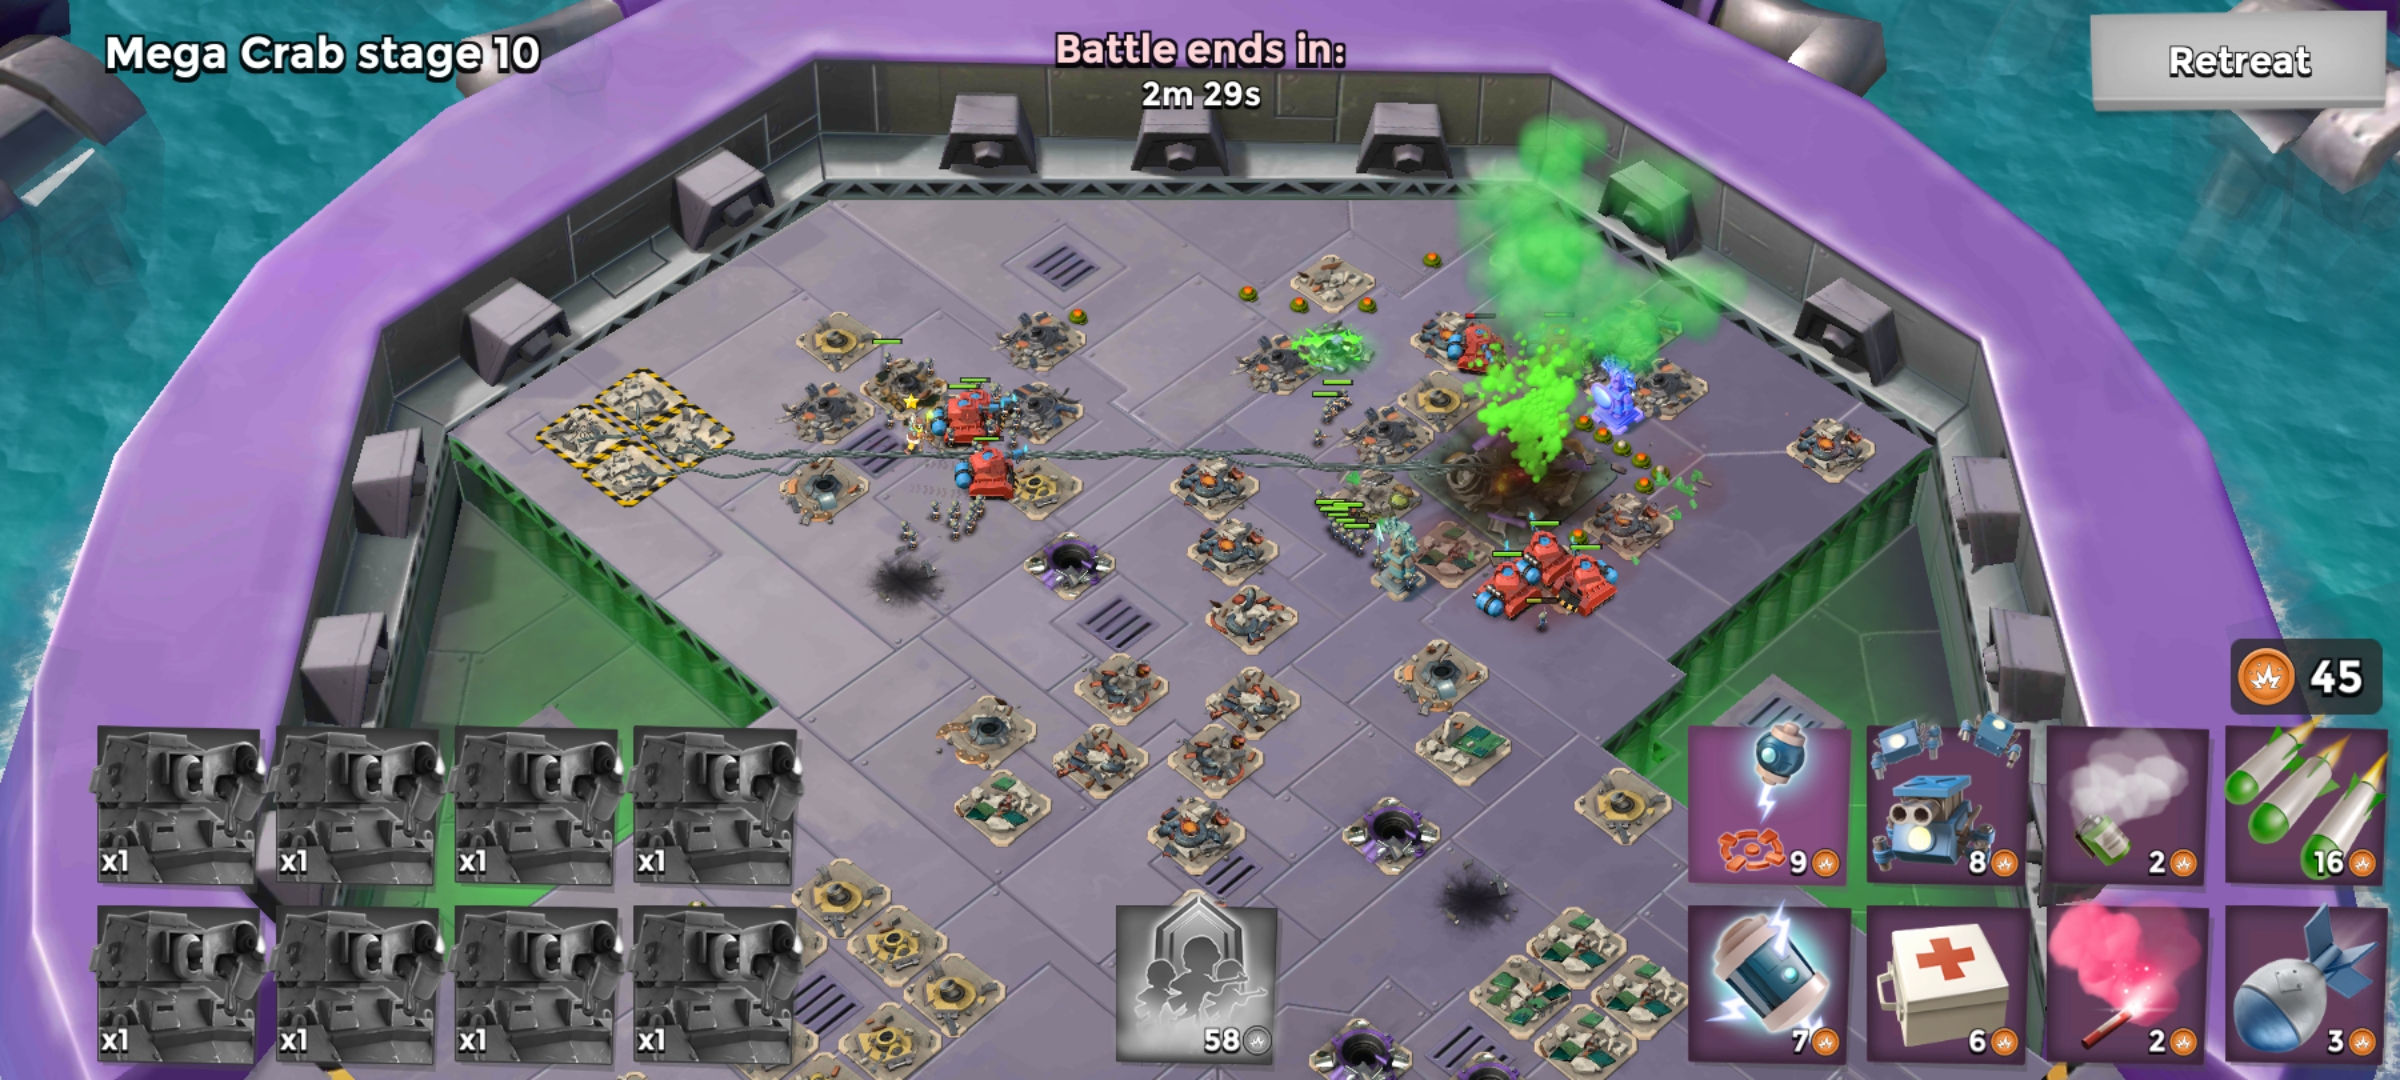 Mega Crab stage 10
Battle ends in:
2m 29s
Retreat
45
x1
x1
x1
x1
9
8
2
16
x1
x1
x1
x1
58
7
6
2
3